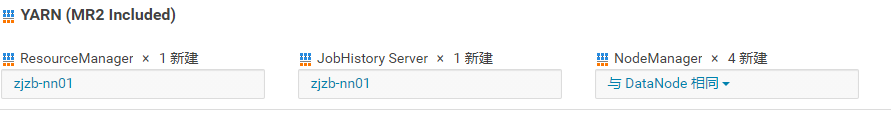 YARN (MR2 Included)
ResourceManager × 1 新建
JobHistory Server × 1 新建
NodeManager × 4 新建
zjzb-nn01
zjzb-nn01
与 DataNode 相同